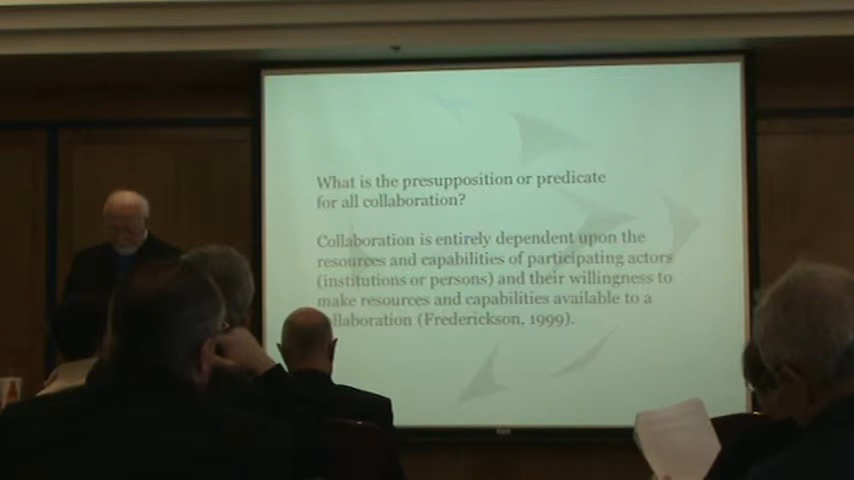 What is the presupposition or predicate
for all collaboration?
Collaboration is entirely dependent upon the
resources and capabilities of participating actors
(institutions or persons) and their willingness to
make resources and capabilities available to a
llaboration (Frederickson, 1999).